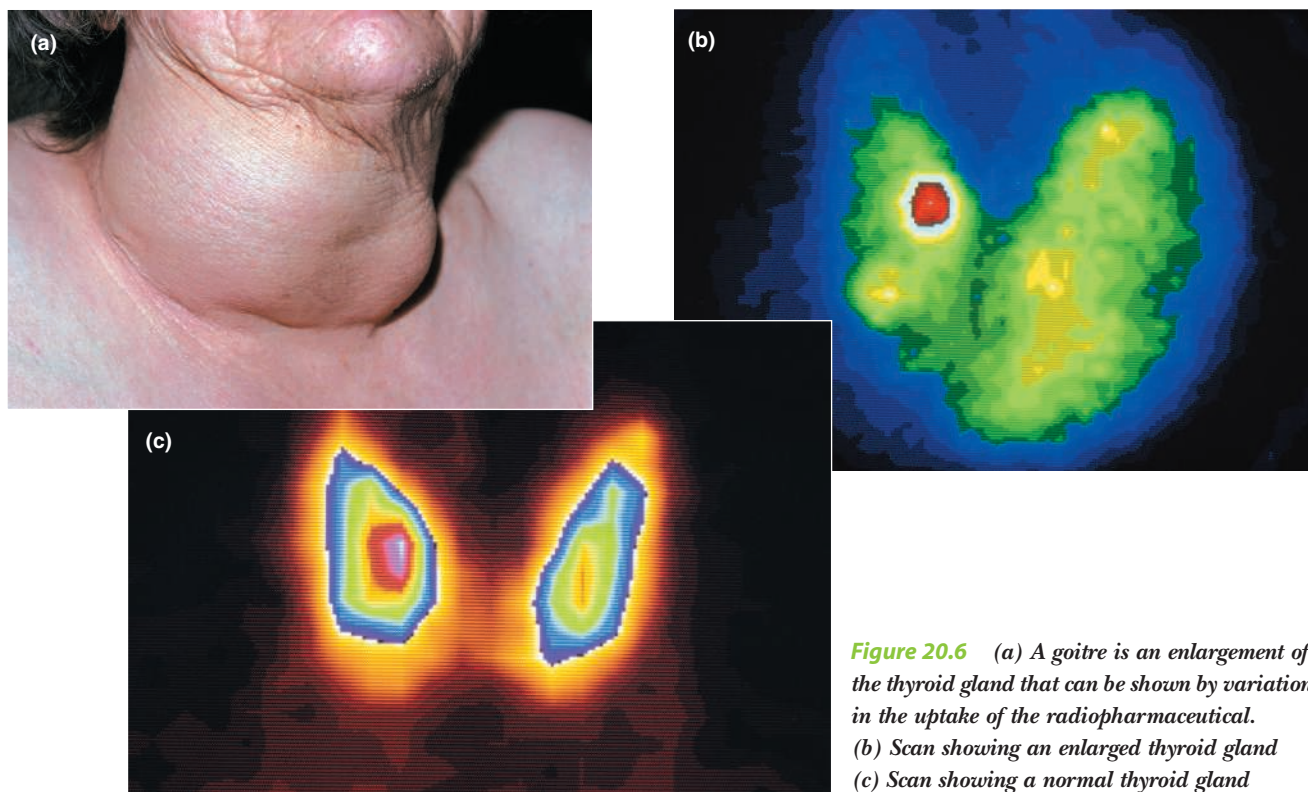 (a)
(b)
(c)
Figure 20.6 (a) A goitre is an enlargement of
the thyroid gland that can be shown by variation
in the uptake of the radiopharmaceutical.
(b) Scan showing an enlarged thyroid gland
(c) Scan showing a normal thyroid gland